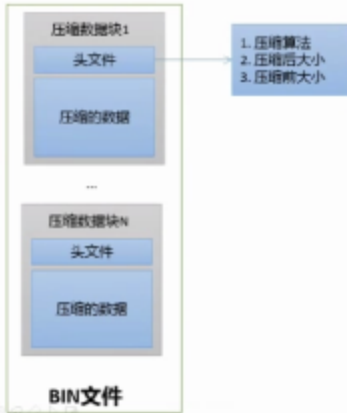 压缩数据块1
头文件
1. 压缩算法
2. 压缩后大小
3. 压缩前大小
压缩的数据
...
压缩数据块N
头文件
压缩的数据
BIN文件